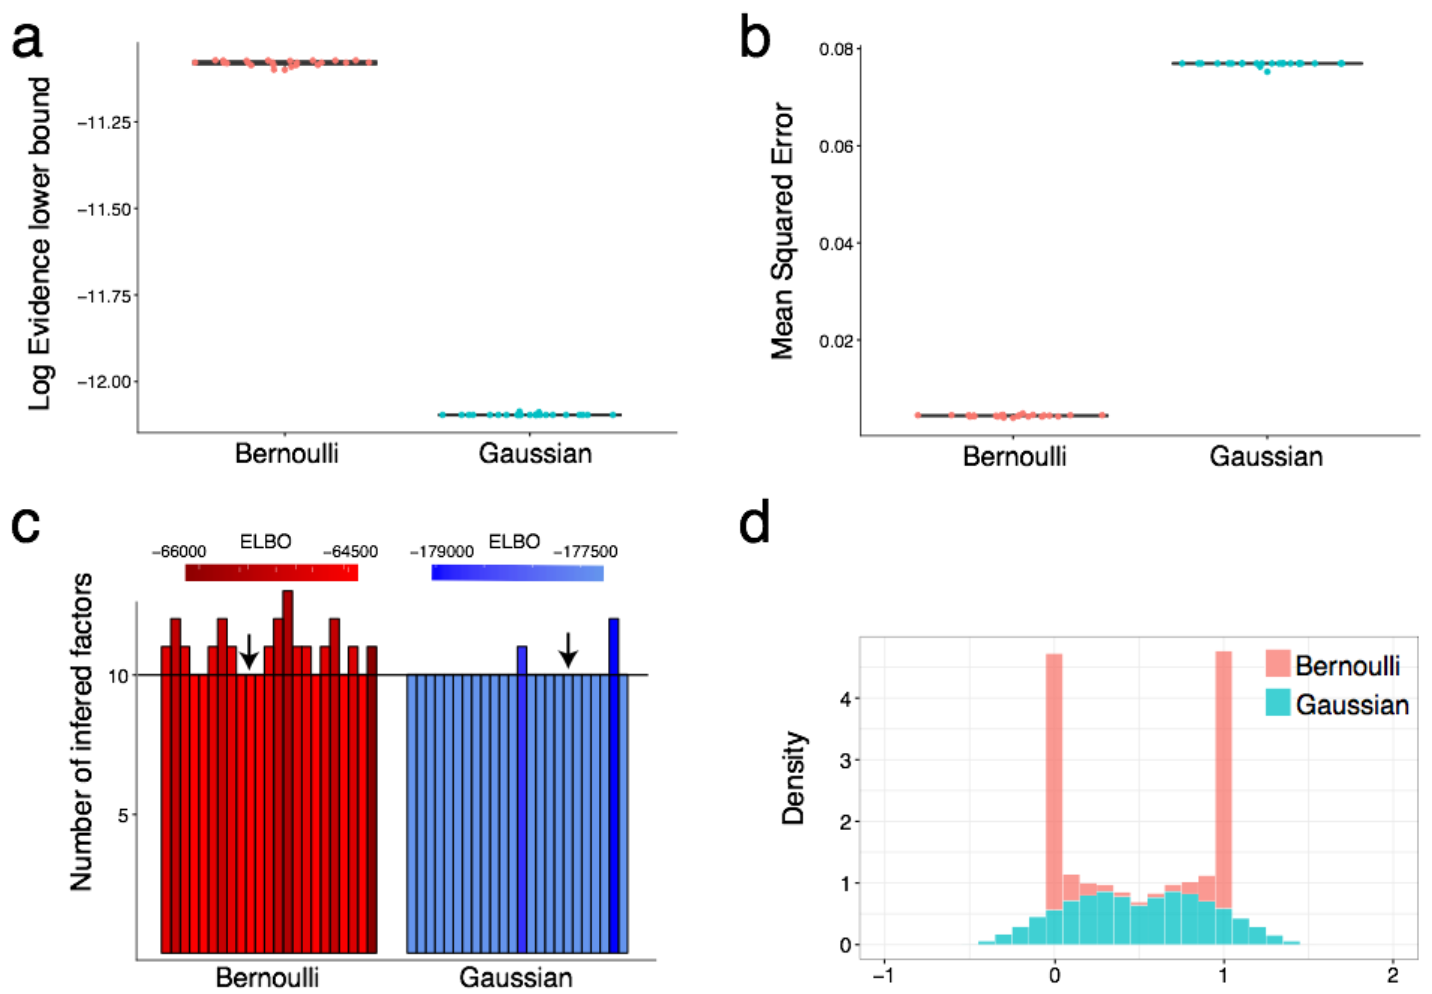 a
Log Evidence lower bound
−11.25
−11.50
−11.75
−12.00
Bernoulli
Gaussian
b
Mean Squared Error
0.08
0.06
0.04
0.02
Bernoulli
Gaussian
c
Number of infered factors
ELBO
−66000
−64500
ELBO
−179000
−177500
10
5
Bernoulli
Gaussian
d
Density
4
3
2
1
0
−1
0
1
2
Bernoulli
Gaussian